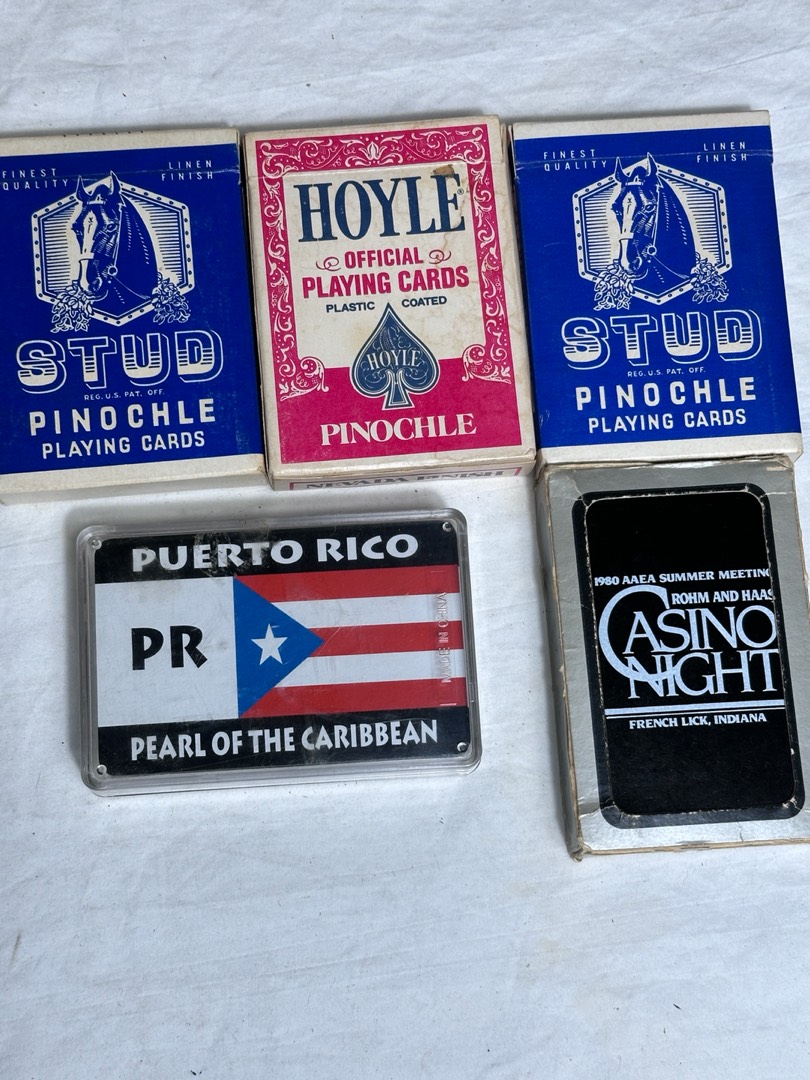 FINEST QUALITY
LINEN FINISH
STUD
REG. U.S. PAT. OFF.
PINOCHLE
PLAYING CARDS
HOYLE®
OFFICIAL
PLAYING CARDS
PLASTIC COATED
HOYLE
PINOCHLE
NEVADA FINISH
FINEST QUALITY
LINEN FINISH
STUD
REG. U.S. PAT. OFF.
PINOCHLE
PLAYING CARDS
PUERTO RICO
PR
MADE IN CHINA
PEARL OF THE CARIBBEAN
1980 AAEA SUMMER MEETING
ROHM AND HAAS
CASINO
NIGHT
FRENCH LICK, INDIANA